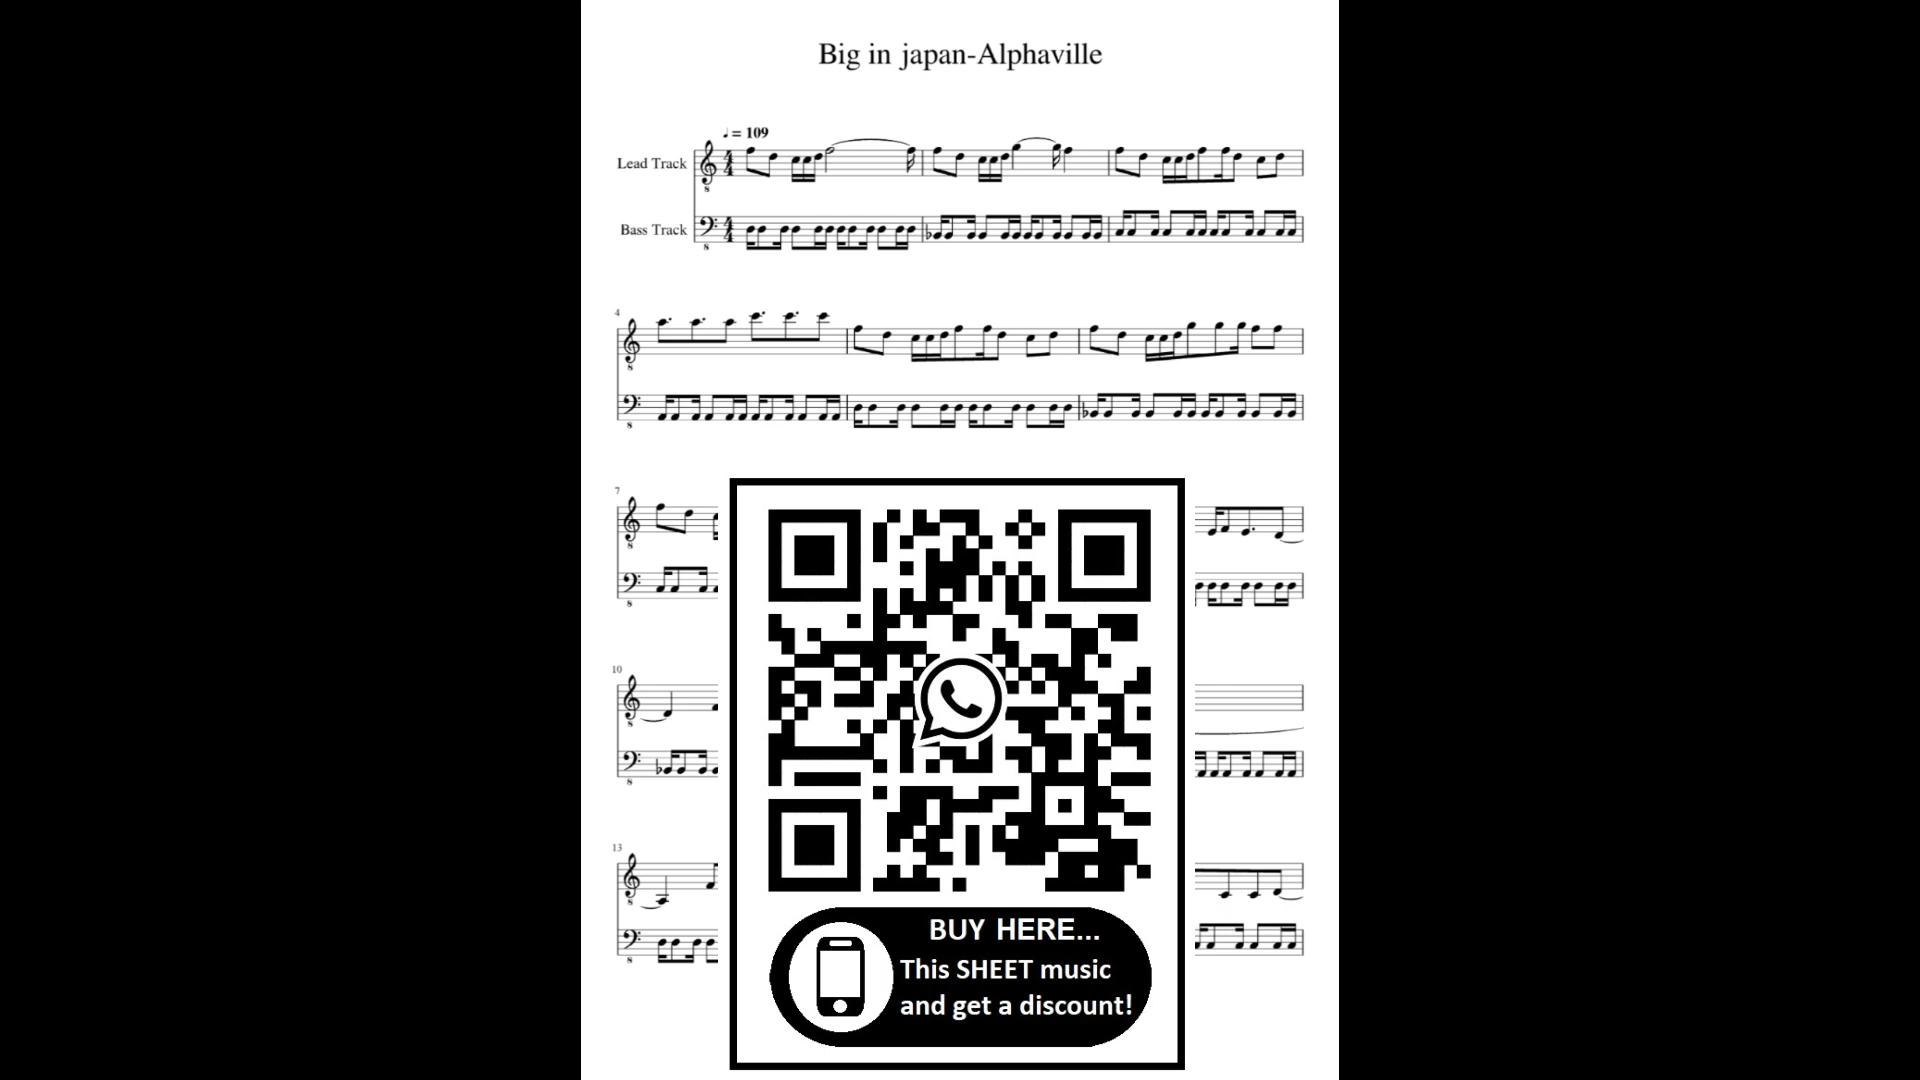 Big in japan-Alphaville
♩ = 109
Lead Track
Bass Track
4
7
10
13
BUY HERE...
This SHEET music
and get a discount!